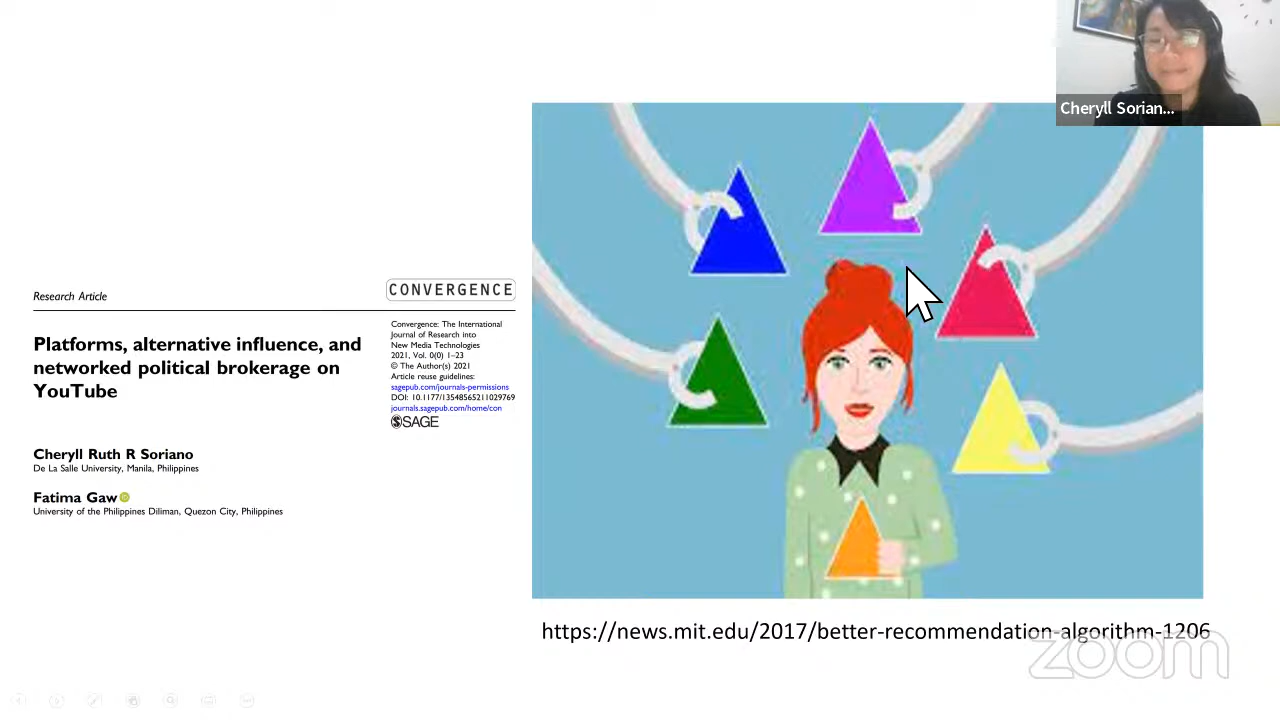 Cheryll Sorian...
Research Article
CONVERGENCE
Platforms, alternative influence, and
networked political brokerage on
YouTube
Convergence: The International
Journal of Research into
New Media Technologies
2021, Vol. 0(0) 1–23
© The Author(s) 2021
Article reuse guidelines:
sagepub.com/journals-permissions
DOI: 10.1177/13548565211029769
journals.sagepub.com/home/con
SAGE
Cheryll Ruth R Soriano
De La Salle University, Manila, Philippines
Fatima Gaw
University of the Philippines Diliman, Quezon City, Philippines
https://news.mit.edu/2017/better-recommendation-algorithm-1206
zoom